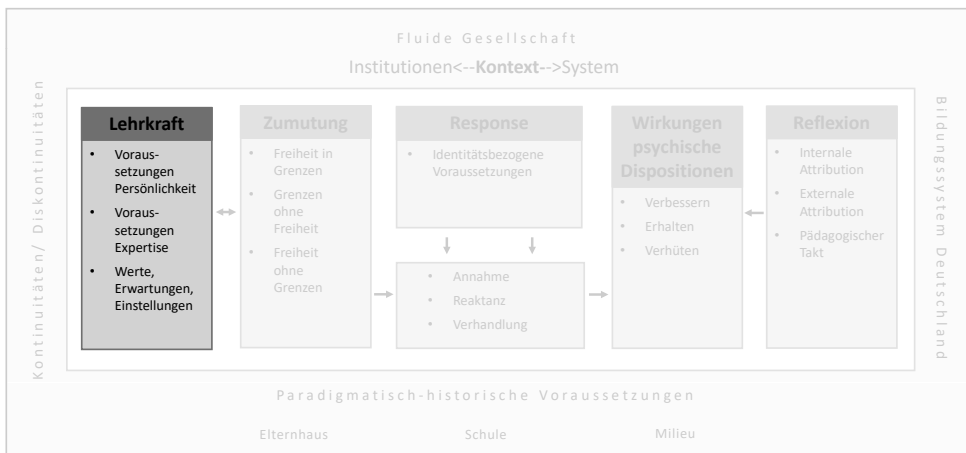 Fluide Gesellschaft
Institutionen<--Kontext-->System
Kontinuitäten/ Diskontinuitäten
Lehrkraft
• Voraus-
setzungen
Persönlichkeit
• Voraus-
setzungen
Expertise
• Werte,
Erwartungen,
Einstellungen
Zumutung
• Freiheit in
Grenzen
• Grenzen
ohne
Freiheit
• Freiheit
ohne
Grenzen
Response
• Identitätsbezogene
Voraussetzungen
• Annahme
• Reaktanz
• Verhandlung
Wirkungen
psychische
Dispositionen
• Verbessern
• Erhalten
• Verhüten
Reflexion
• Internale
Attribution
• Externale
Attribution
• Pädagogischer
Takt
Bildungssystem Deutschland
Paradigmatisch-historische Voraussetzungen
Elternhaus
Schule
Milieu